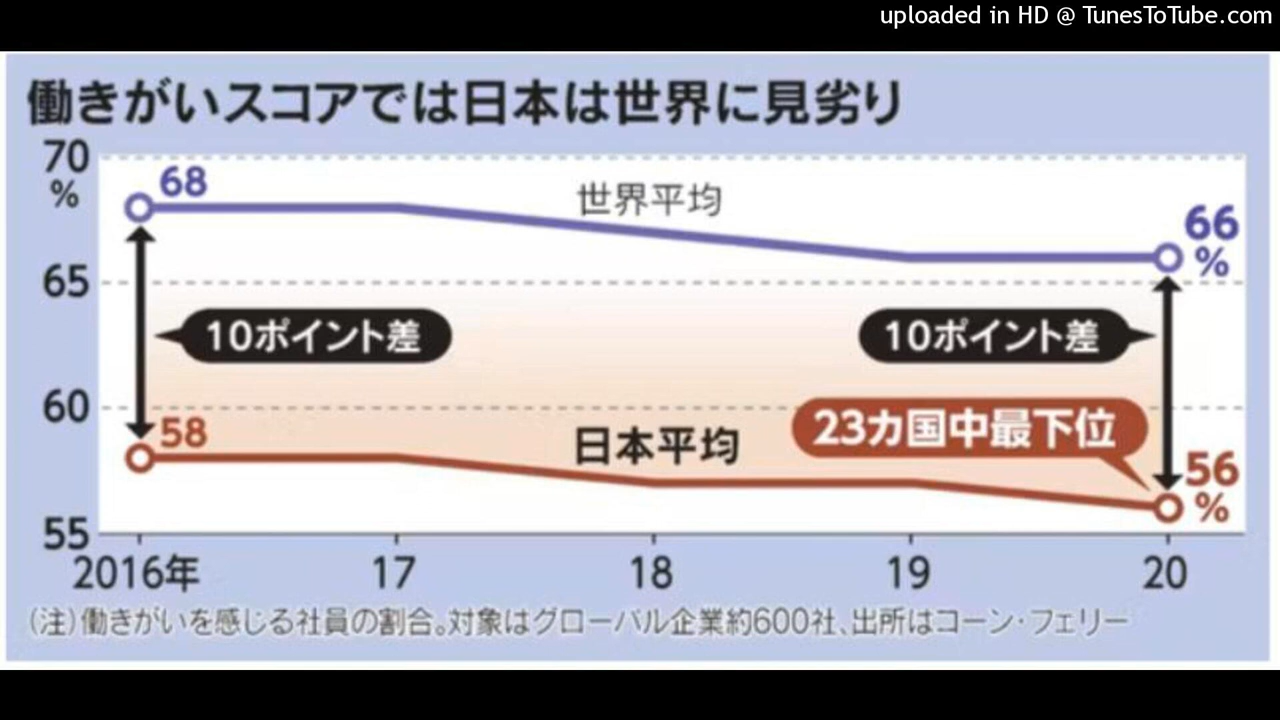 uploaded in HD @ TunesToTube.com
働きがいスコアでは日本は世界に見劣り
70
%
68
世界平均
66
%
65
10ポイント差
10ポイント差
60
58
日本平均
23カ国中最下位
56
%
55
2016年 17 18 19 20
(注)働きがいを感じる社員の割合。対象はグローバル企業約600社、出所はコーン・フェリー